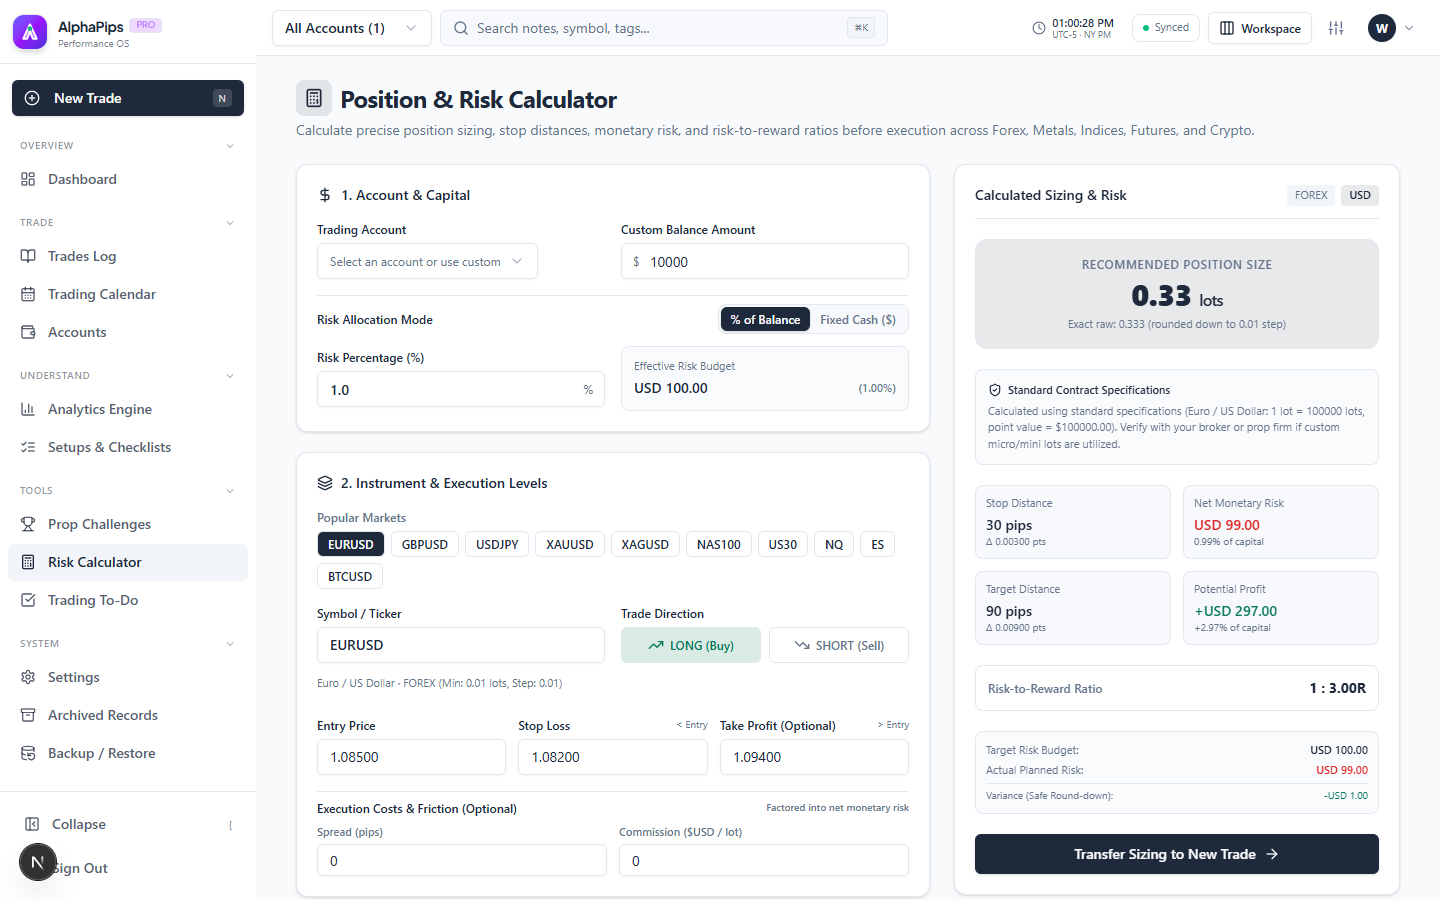 AlphaPips PRO
Performance OS
All Accounts (1)
Search notes, symbol, tags...
⌘K
01:00:28 PM
UTC-5 · NY PM
Synced
Workspace
W
New Trade N
OVERVIEW
Dashboard
TRADE
Trades Log
Trading Calendar
Accounts
UNDERSTAND
Analytics Engine
Setups & Checklists
TOOLS
Prop Challenges
Risk Calculator
Trading To-Do
SYSTEM
Settings
Archived Records
Backup / Restore
Collapse [
N
Sign Out
Position & Risk Calculator
Calculate precise position sizing, stop distances, monetary risk, and risk-to-reward ratios before execution across Forex, Metals, Indices, Futures, and Crypto.
1. Account & Capital
Trading Account
Select an account or use custom
Custom Balance Amount
$ 10000
Risk Allocation Mode
% of Balance
Fixed Cash ($)
Risk Percentage (%)
1.0 %
Effective Risk Budget
USD 100.00 (1.00%)
2. Instrument & Execution Levels
Popular Markets
EURUSD GBPUSD USDJPY XAUUSD XAGUSD NAS100 US30 NQ ES
BTCUSD
Symbol / Ticker
EURUSD
Trade Direction
LONG (Buy)
SHORT (Sell)
Euro / US Dollar · FOREX (Min: 0.01 lots, Step: 0.01)
Entry Price
1.08500
Stop Loss < Entry
1.08200
Take Profit (Optional) > Entry
1.09400
Execution Costs & Friction (Optional)
Factored into net monetary risk
Spread (pips)
0
Commission ($USD / lot)
0
Calculated Sizing & Risk
FOREX
USD
RECOMMENDED POSITION SIZE
0.33 lots
Exact raw: 0.333 (rounded down to 0.01 step)
Standard Contract Specifications
Calculated using standard specifications (Euro / US Dollar: 1 lot = 100000 lots,
point value = $100000.00). Verify with your broker or prop firm if custom
micro/mini lots are utilized.
Stop Distance
30 pips
Δ 0.00300 pts
Net Monetary Risk
USD 99.00
0.99% of capital
Target Distance
90 pips
Δ 0.00900 pts
Potential Profit
+USD 297.00
+2.97% of capital
Risk-to-Reward Ratio 1 : 3.00R
Target Risk Budget: USD 100.00
Actual Planned Risk: USD 99.00
Variance (Safe Round-down): -USD 1.00
Transfer Sizing to New Trade →